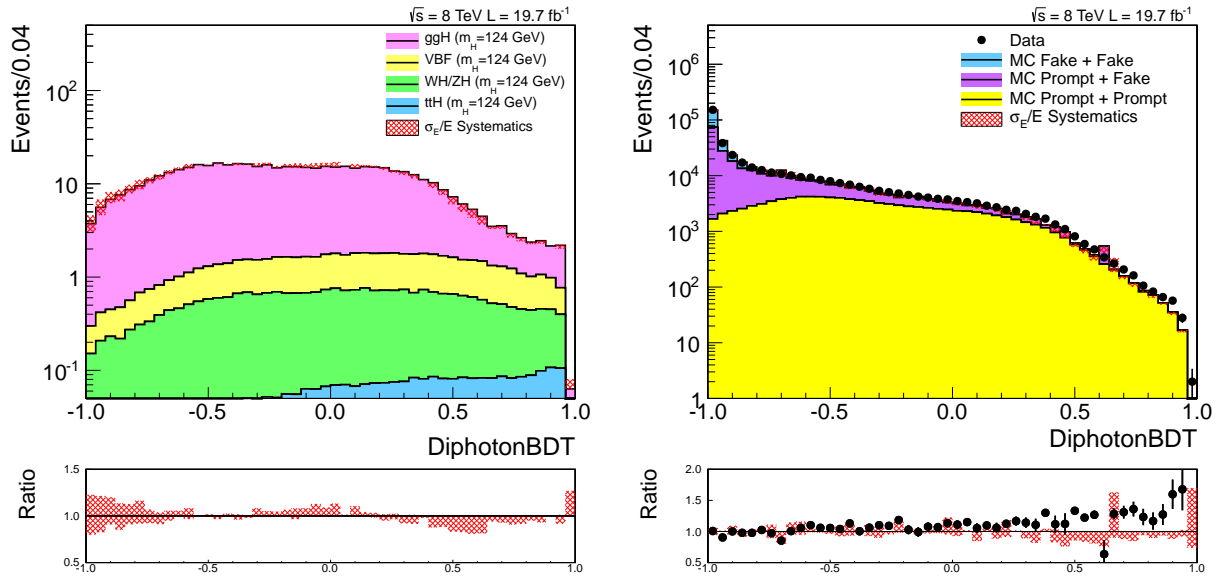 √s = 8 TeV L = 19.7 fb⁻¹
Events/0.04
10²
10
1
10⁻¹
ggH (m_H=124 GeV)
VBF (m_H=124 GeV)
WH/ZH (m_H=124 GeV)
ttH (m_H=124 GeV)
σ_E/E Systematics
-1.0 -0.5 0.0 0.5 1.0
DiphotonBDT
Ratio
1.5
1.0
0.5
-1.0 -0.5 0.0 0.5 1.0
√s = 8 TeV L = 19.7 fb⁻¹
Events/0.04
10⁶
10⁵
10⁴
10³
10²
10
1
Data
MC Fake + Fake
MC Prompt + Fake
MC Prompt + Prompt
σ_E/E Systematics
-1.0 -0.5 0.0 0.5 1.0
DiphotonBDT
Ratio
2.0
1.5
1.0
0.5
-1.0 -0.5 0.0 0.5 1.0